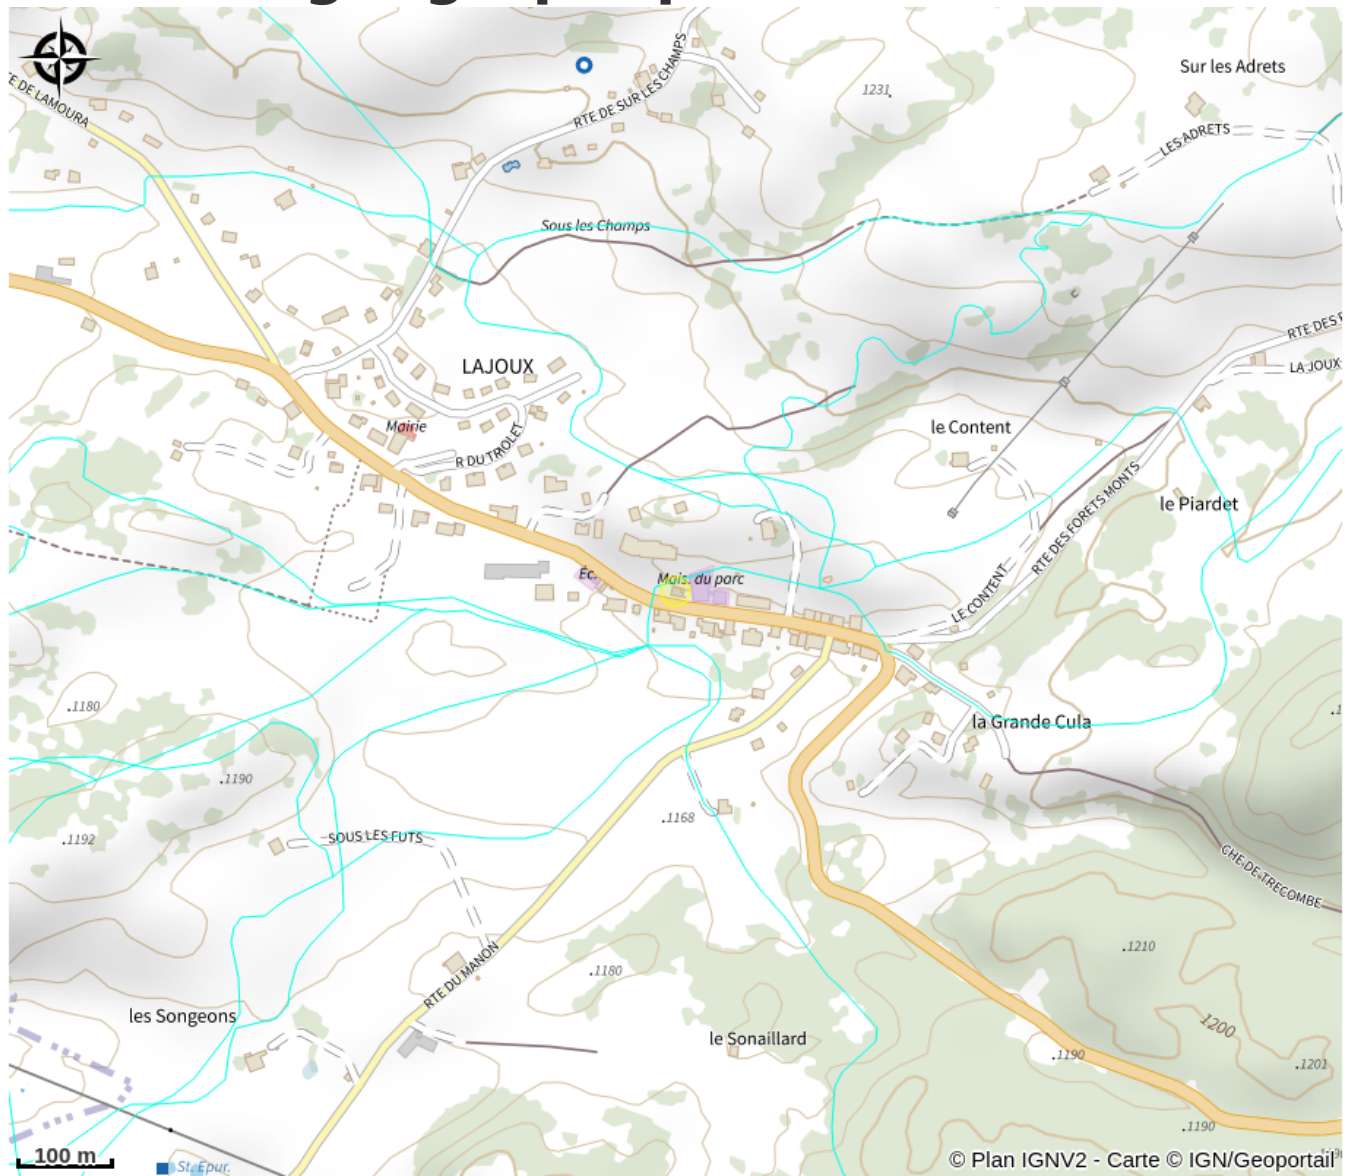 Sur les Adrets
1231
RTE DE SUR LES CHAMPS
E DE LAMOURA
LES ADRETS
Sous les Champs
RTE DES F
LAJOUX
LA JOUX
Mairie
le Content
R DU TRIOLET
le Piardet
RTE DES FORETS MONTS
Éc.
Mais. du parc
LE CONTENT
.1180
la Grande Cula
.1190
.1168
.1192
SOUS LES FUTS
CHE DE TRECOMBE
.1210
RTE DU MANON
.1180
les Songeons
1200
le Sonaillard
.1190
.1201
.1190
100 m
St. Epur.
© Plan IGNV2 - Carte © IGN/Geoportail